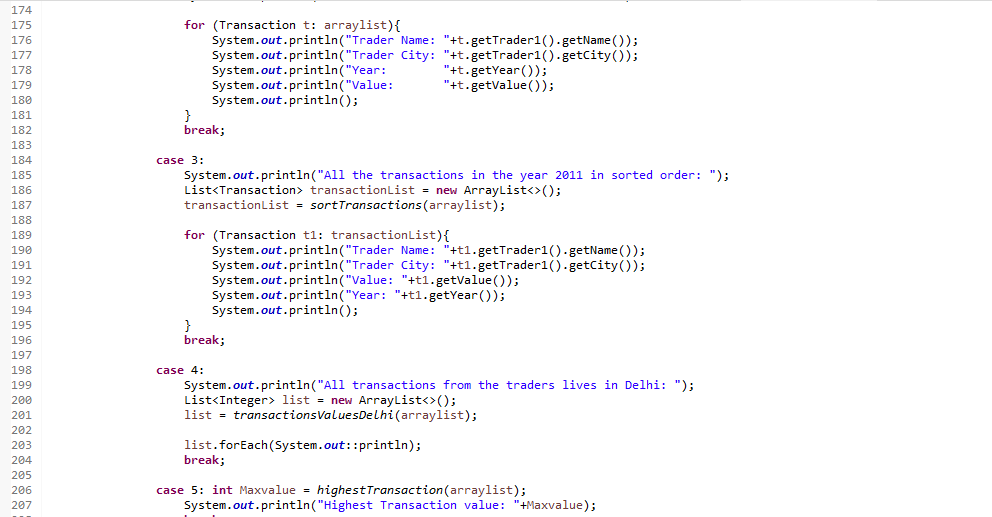 174
175 for (Transaction t: arraylist){
176 System.out.println("Trader Name: "+t.getTrader1().getName());
177 System.out.println("Trader City: "+t.getTrader1().getCity());
178 System.out.println("Year:        "+t.getYear());
179 System.out.println("Value:       "+t.getValue());
180 System.out.println();
181 }
182 break;
183
184 case 3:
185 System.out.println("All the transactions in the year 2011 in sorted order: ");
186 List<Transaction> transactionList = new ArrayList<>();
187 transactionList = sortTransactions(arraylist);
188
189 for (Transaction t1: transactionList){
190 System.out.println("Trader Name: "+t1.getTrader1().getName());
191 System.out.println("Trader City: "+t1.getTrader1().getCity());
192 System.out.println("Value: "+t1.getValue());
193 System.out.println("Year: "+t1.getYear());
194 System.out.println();
195 }
196 break;
197
198 case 4:
199 System.out.println("All transactions from the traders lives in Delhi: ");
200 List<Integer> list = new ArrayList<>();
201 list = transactionsValuesDelhi(arraylist);
202
203 list.forEach(System.out::println);
204 break;
205
206 case 5: int Maxvalue = highestTransaction(arraylist);
207 System.out.println("Highest Transaction value: "+Maxvalue);